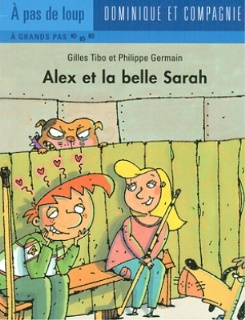 À pas de loup DOMINIQUE ET COMPAGNIE
À GRANDS PAS
Gilles Tibo et Philippe Germain
Alex et la belle Sarah